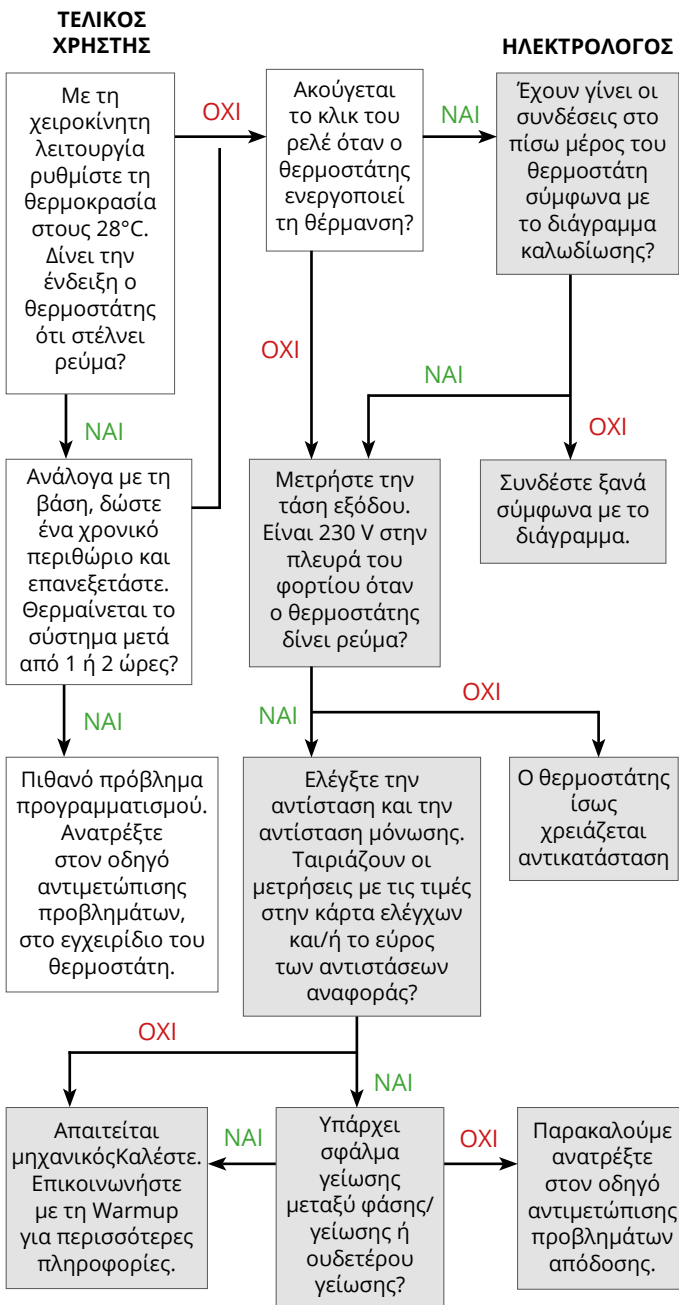 ΤΕΛΙΚΟΣ
ΧΡΗΣΤΗΣ
ΗΛΕΚΤΡΟΛΟΓΟΣ
Με τη
χειροκίνητη
λειτουργία
ρυθμίστε τη
θερμοκρασία
στους 28°C.
Δίνει την
ένδειξη ο
θερμοστάτης
ότι στέλνει
ρεύμα?
ΟΧΙ
Ακούγεται
το κλικ του
ρελέ όταν ο
θερμοστάτης
ενεργοποιεί
τη θέρμανση?
ΝΑΙ
Έχουν γίνει οι
συνδέσεις στο
πίσω μέρος του
θερμοστάτη
σύμφωνα με
το διάγραμμα
καλωδίωσης?
ΟΧΙ
ΝΑΙ
ΝΑΙ
ΟΧΙ
Ανάλογα με τη
βάση, δώστε
ένα χρονικό
περιθώριο και
επανεξετάστε.
Θερμαίνεται το
σύστημα μετά
από 1 ή 2 ώρες?
Μετρήστε την
τάση εξόδου.
Είναι 230 V στην
πλευρά του
φορτίου όταν
ο θερμοστάτης
δίνει ρεύμα?
Συνδέστε ξανά
σύμφωνα με το
διάγραμμα.
ΝΑΙ
ΝΑΙ
ΟΧΙ
Πιθανό πρόβλημα
προγραμματισμού.
Ανατρέξτε
στον οδηγό
αντιμετώπισης
προβλημάτων,
στο εγχειρίδιο του
θερμοστάτη.
Ελέγξτε την
αντίσταση και την
αντίσταση μόνωσης.
Ταιριάζουν οι
μετρήσεις με τις τιμές
στην κάρτα ελέγχων
και/ή το εύρος
των αντιστάσεων
αναφοράς?
Ο θερμοστάτης
ίσως
χρειάζεται
αντικατάσταση
ΟΧΙ
ΝΑΙ
Απαιτείται
μηχανικόςΚαλέστε.
Επικοινωνήστε
με τη Warmup
για περισσότερες
πληροφορίες.
ΝΑΙ
Υπάρχει
σφάλμα
γείωσης
μεταξύ φάσης/
γείωσης ή
ουδετέρου
γείωσης?
ΟΧΙ
Παρακαλούμε
ανατρέξτε
στον οδηγό
αντιμετώπισης
προβλημάτων
απόδοσης.